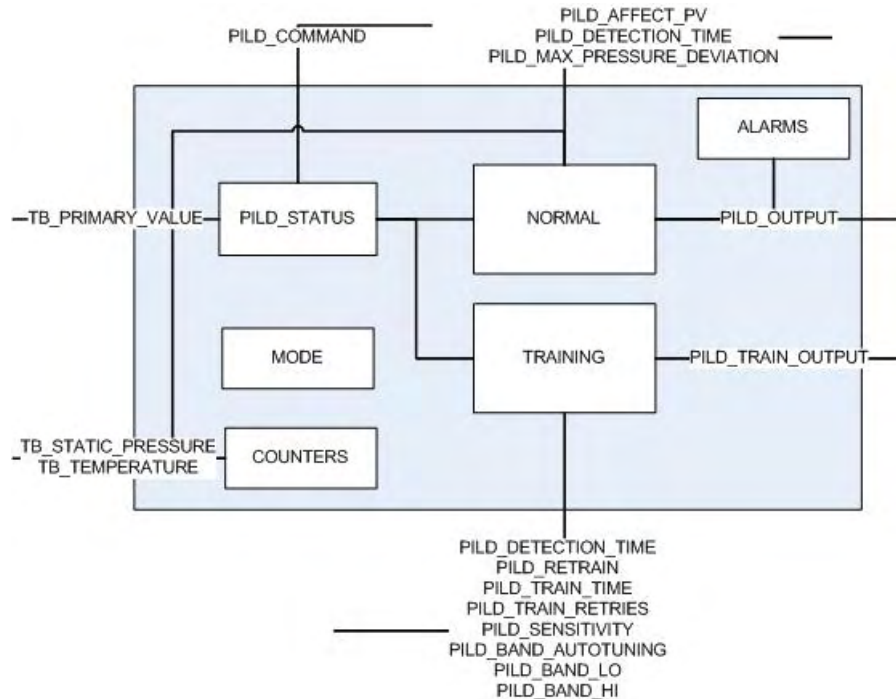 PILD_COMMAND
PILD_AFFECT_PV
PILD_DETECTION_TIME
PILD_MAX_PRESSURE_DEVIATION
ALARMS
TB_PRIMARY_VALUE
PILD_STATUS
NORMAL
PILD_OUTPUT
MODE
TRAINING
PILD_TRAIN_OUTPUT
TB_STATIC_PRESSURE
TB_TEMPERATURE
COUNTERS
PILD_DETECTION_TIME
PILD_RETRAIN
PILD_TRAIN_TIME
PILD_TRAIN_RETRIES
PILD_SENSITIVITY
PILD_BAND_AUTOTUNING
PILD_BAND_LO
PILD_BAND_HI